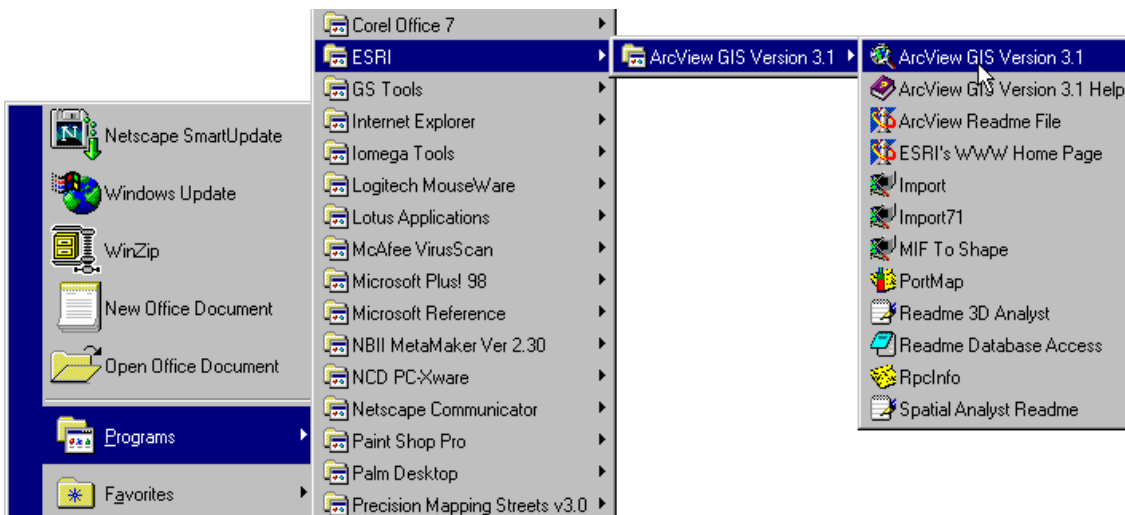 Netscape SmartUpdate
Windows Update
WinZip
New Office Document
Open Office Document
Programs
Favorites
Corel Office 7
ESRI
GS Tools
Internet Explorer
Iomega Tools
Logitech MouseWare
Lotus Applications
McAfee VirusScan
Microsoft Plus! 98
Microsoft Reference
NBII MetaMaker Ver 2.30
NCD PC-Xware
Netscape Communicator
Paint Shop Pro
Palm Desktop
Precision Mapping Streets v3.0
ArcView GIS Version 3.1
ArcView GIS Version 3.1
ArcView GIS Version 3.1 Help
ArcView Readme File
ESRI's WWW Home Page
Import
Import71
MIF To Shape
PortMap
Readme 3D Analyst
Readme Database Access
RpcInfo
Spatial Analyst Readme